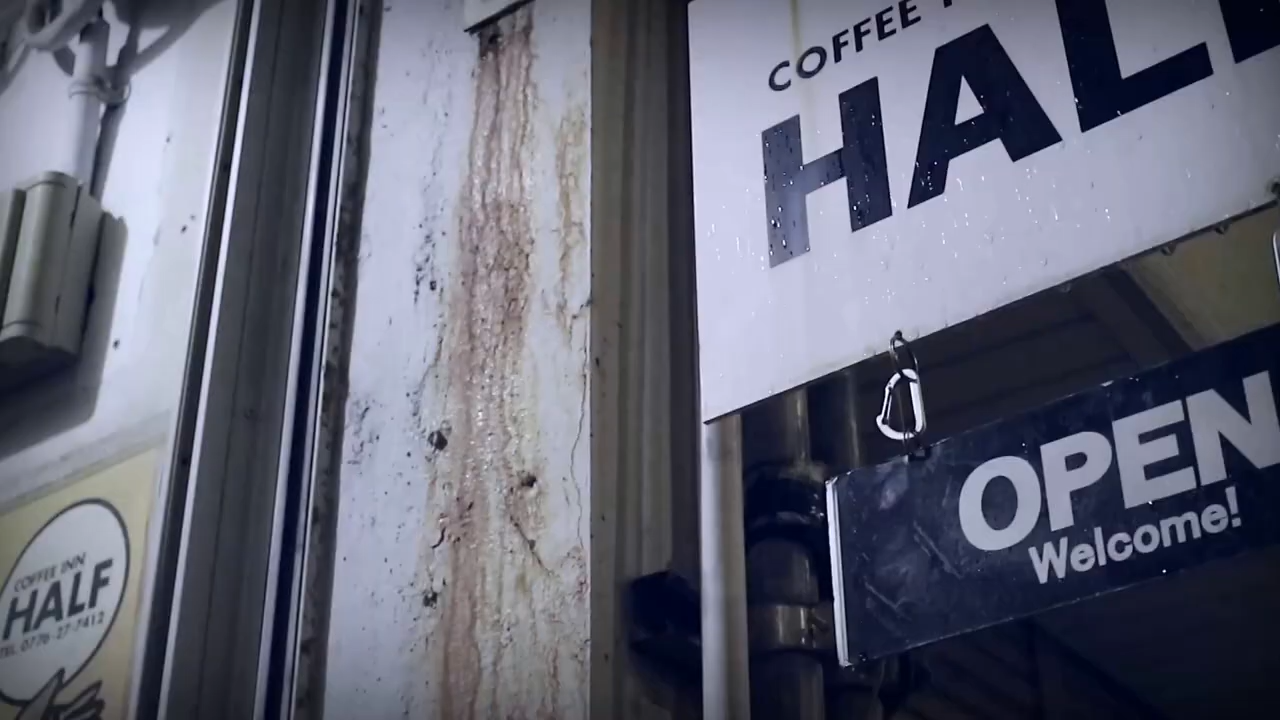 COFFEE
HAL
OPEN
Welcome!
COFFEE INN
HALF
TEL. 0776-27-7412